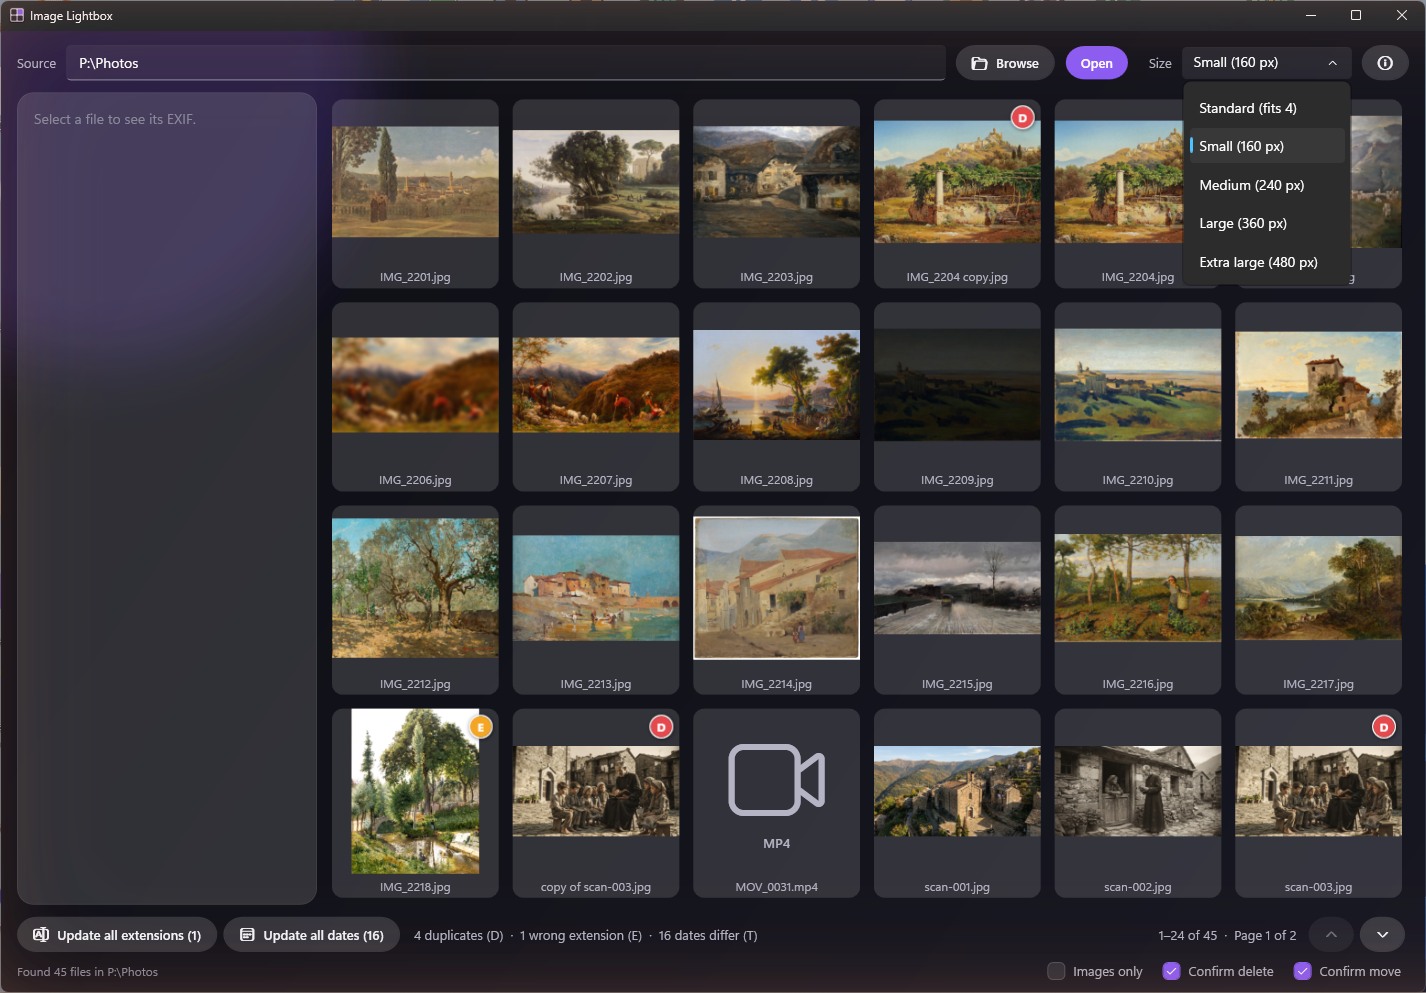 Image Lightbox
Source
P:\Photos
Browse
Open
Size
Small (160 px)
Standard (fits 4)
Small (160 px)
Medium (240 px)
Large (360 px)
Extra large (480 px)
Select a file to see its EXIF.
D
IMG_2201.jpg
IMG_2202.jpg
IMG_2203.jpg
IMG_2204 copy.jpg
IMG_2204.jpg
IMG_2206.jpg
IMG_2207.jpg
IMG_2208.jpg
IMG_2209.jpg
IMG_2210.jpg
IMG_2211.jpg
IMG_2212.jpg
IMG_2213.jpg
IMG_2214.jpg
IMG_2215.jpg
IMG_2216.jpg
IMG_2217.jpg
E
D
D
MP4
IMG_2218.jpg
copy of scan-003.jpg
MOV_0031.mp4
scan-001.jpg
scan-002.jpg
scan-003.jpg
Update all extensions (1)
Update all dates (16)
4 duplicates (D) · 1 wrong extension (E) · 16 dates differ (T)
1–24 of 45 · Page 1 of 2
Found 45 files in P:\Photos
Images only
Confirm delete
Confirm move